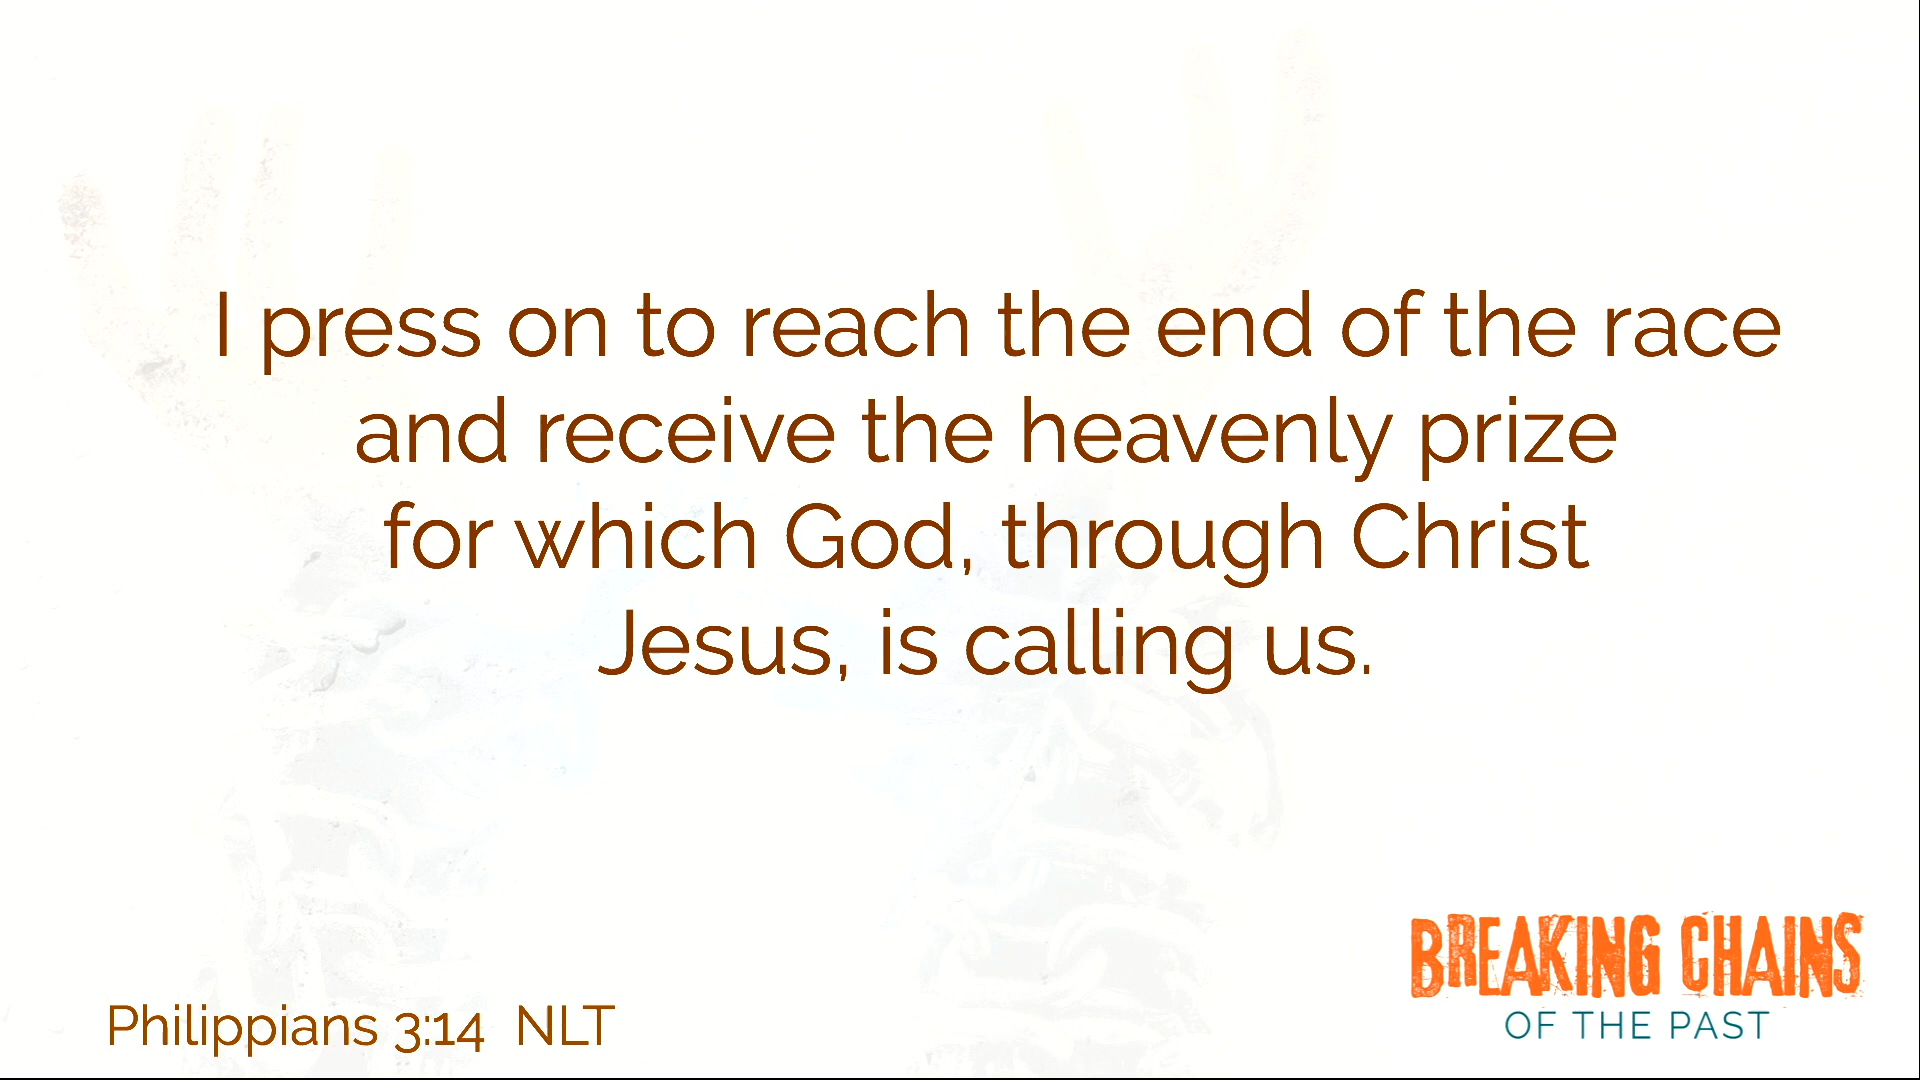 I press on to reach the end of the race
and receive the heavenly prize
for which God, through Christ
Jesus, is calling us.
Philippians 3:14 NLT
BREAKING CHAINS
OF THE PAST